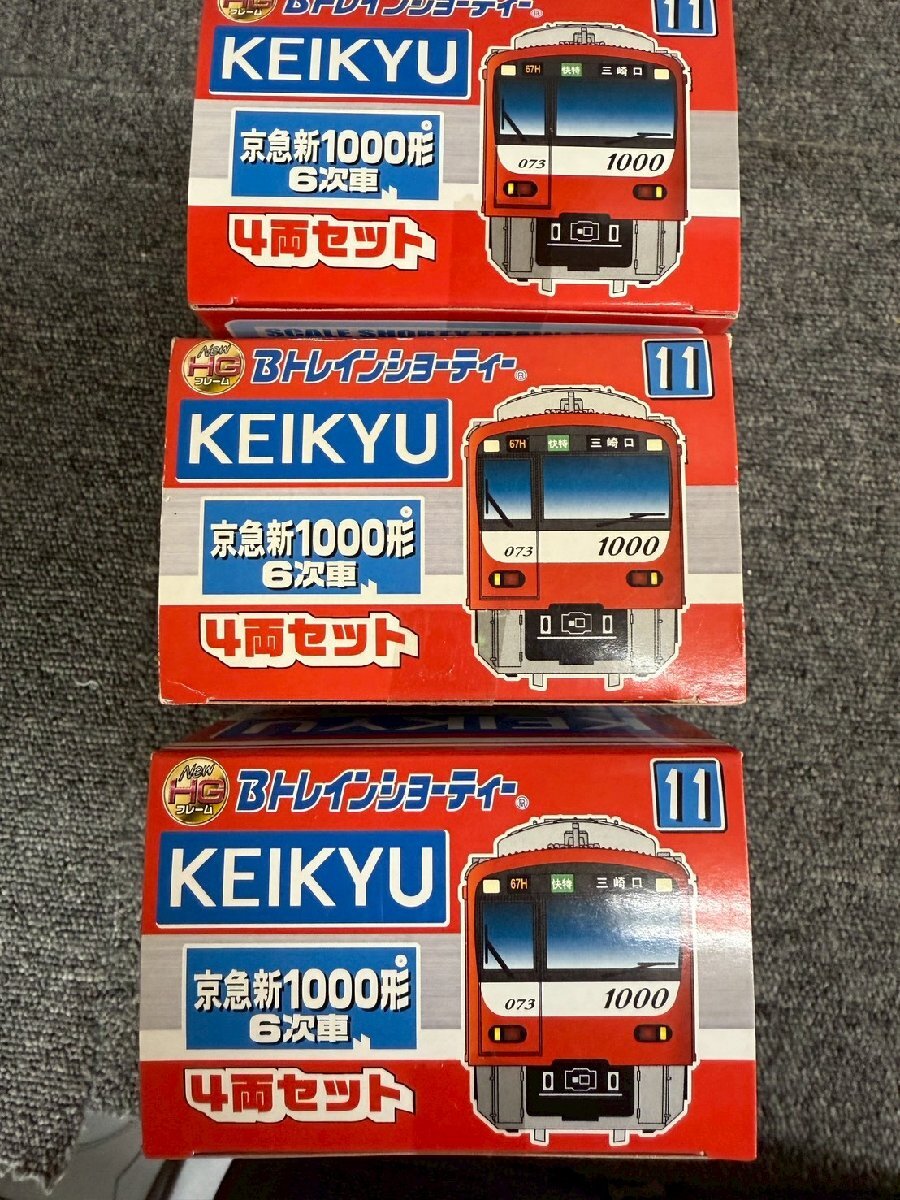 HG
フレーム
Bトレインショーティー®
11
KEIKYU
67H 快特 三崎口
京急新1000形
6次車
073 1000
4両セット
SCALE SHORTY
New
HG
フレーム
Bトレインショーティー®
11
KEIKYU
67H 快特 三崎口
京急新1000形
6次車
073 1000
4両セット
KEIKYU
New
HG
フレーム
Bトレインショーティー®
11
KEIKYU
67H 快特 三崎口
京急新1000形
6次車
073 1000
4両セット